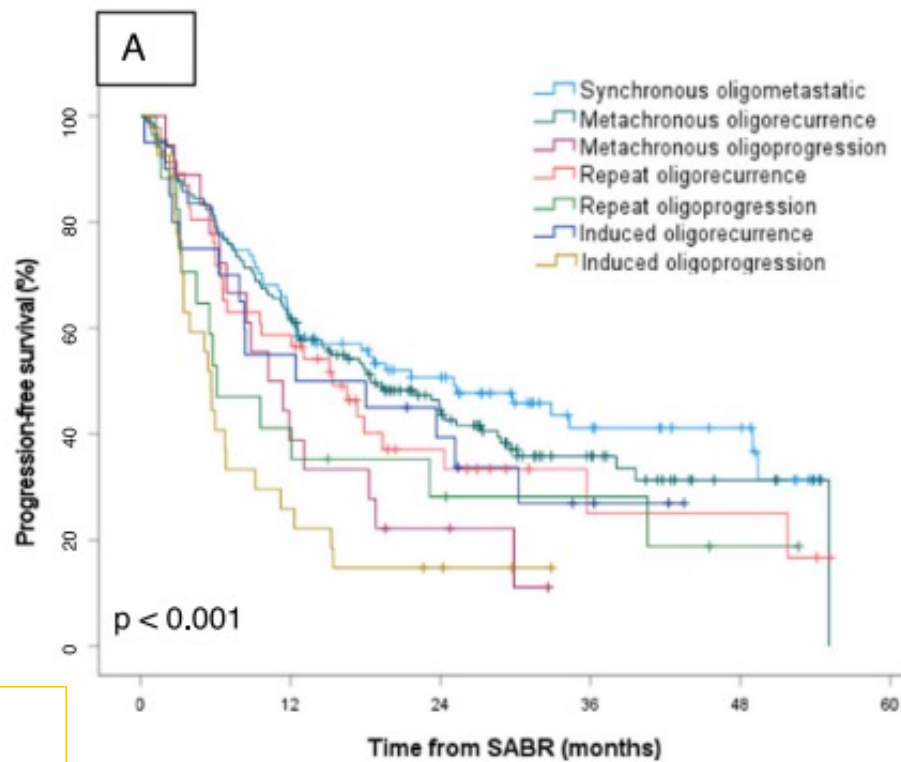 A
Synchronous oligometastatic
Metachronous oligorecurrence
Metachronous oligoprogression
Repeat oligorecurrence
Repeat oligoprogression
Induced oligorecurrence
Induced oligoprogression
Progression-free survival (%)
100
80
60
40
20
0
p < 0.001
0 12 24 36 48 60
Time from SABR (months)